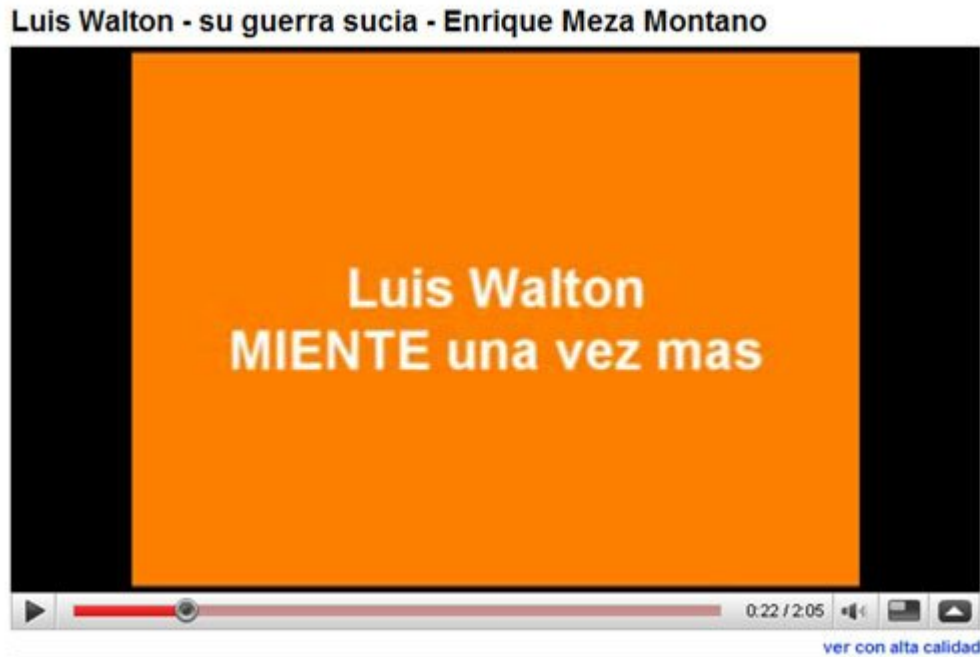 Luis Walton - su guerra sucia - Enrique Meza Montano
Luis Walton
MIENTE una vez mas
0:22 / 2:05
ver con alta calidad